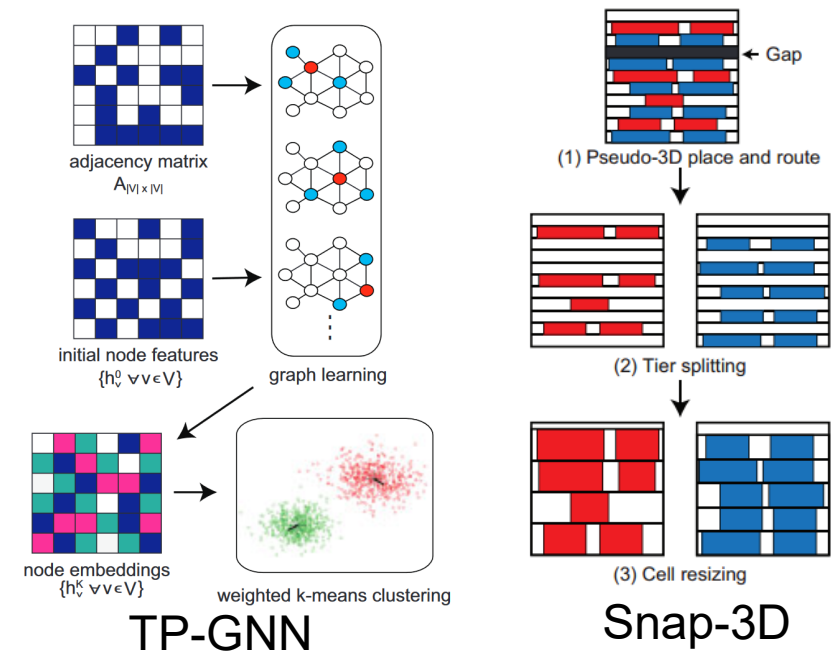 adjacency matrix
A|V| x |V|
initial node features
{h⁰ᵥ ∀v∈V}
graph learning
node embeddings
{hᴷᵥ ∀v∈V}
weighted k-means clustering
TP-GNN
Gap
(1) Pseudo-3D place and route
(2) Tier splitting
(3) Cell resizing
Snap-3D